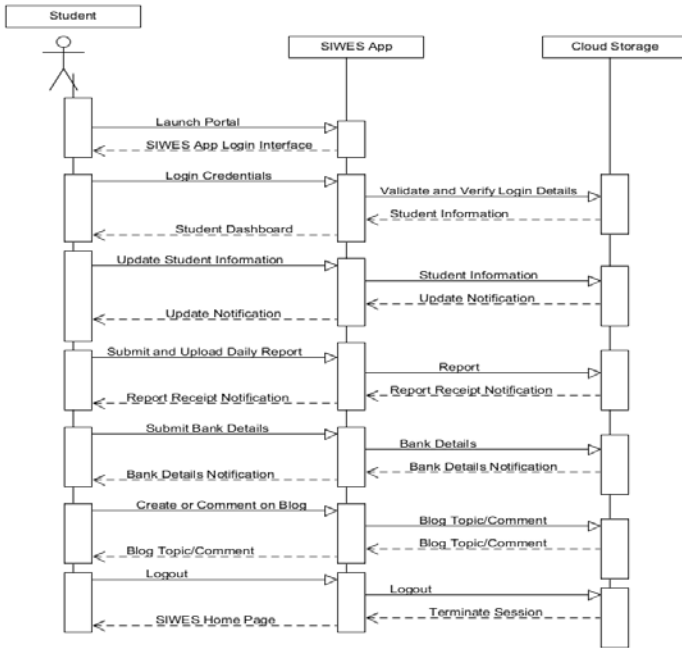 Student
SIWES App
Cloud Storage
Launch Portal
SIWES App Login Interface
Login Credentials
Validate and Verify Login Details
Student Information
Student Dashboard
Update Student Information
Student Information
Update Notification
Update Notification
Submit and Upload Daily Report
Report
Report Receipt Notification
Report Receipt Notification
Submit Bank Details
Bank Details
Bank Details Notification
Bank Details Notification
Create or Comment on Blog
Blog Topic/Comment
Blog Topic/Comment
Blog Topic/Comment
Logout
Logout
Terminate Session
SIWES Home Page